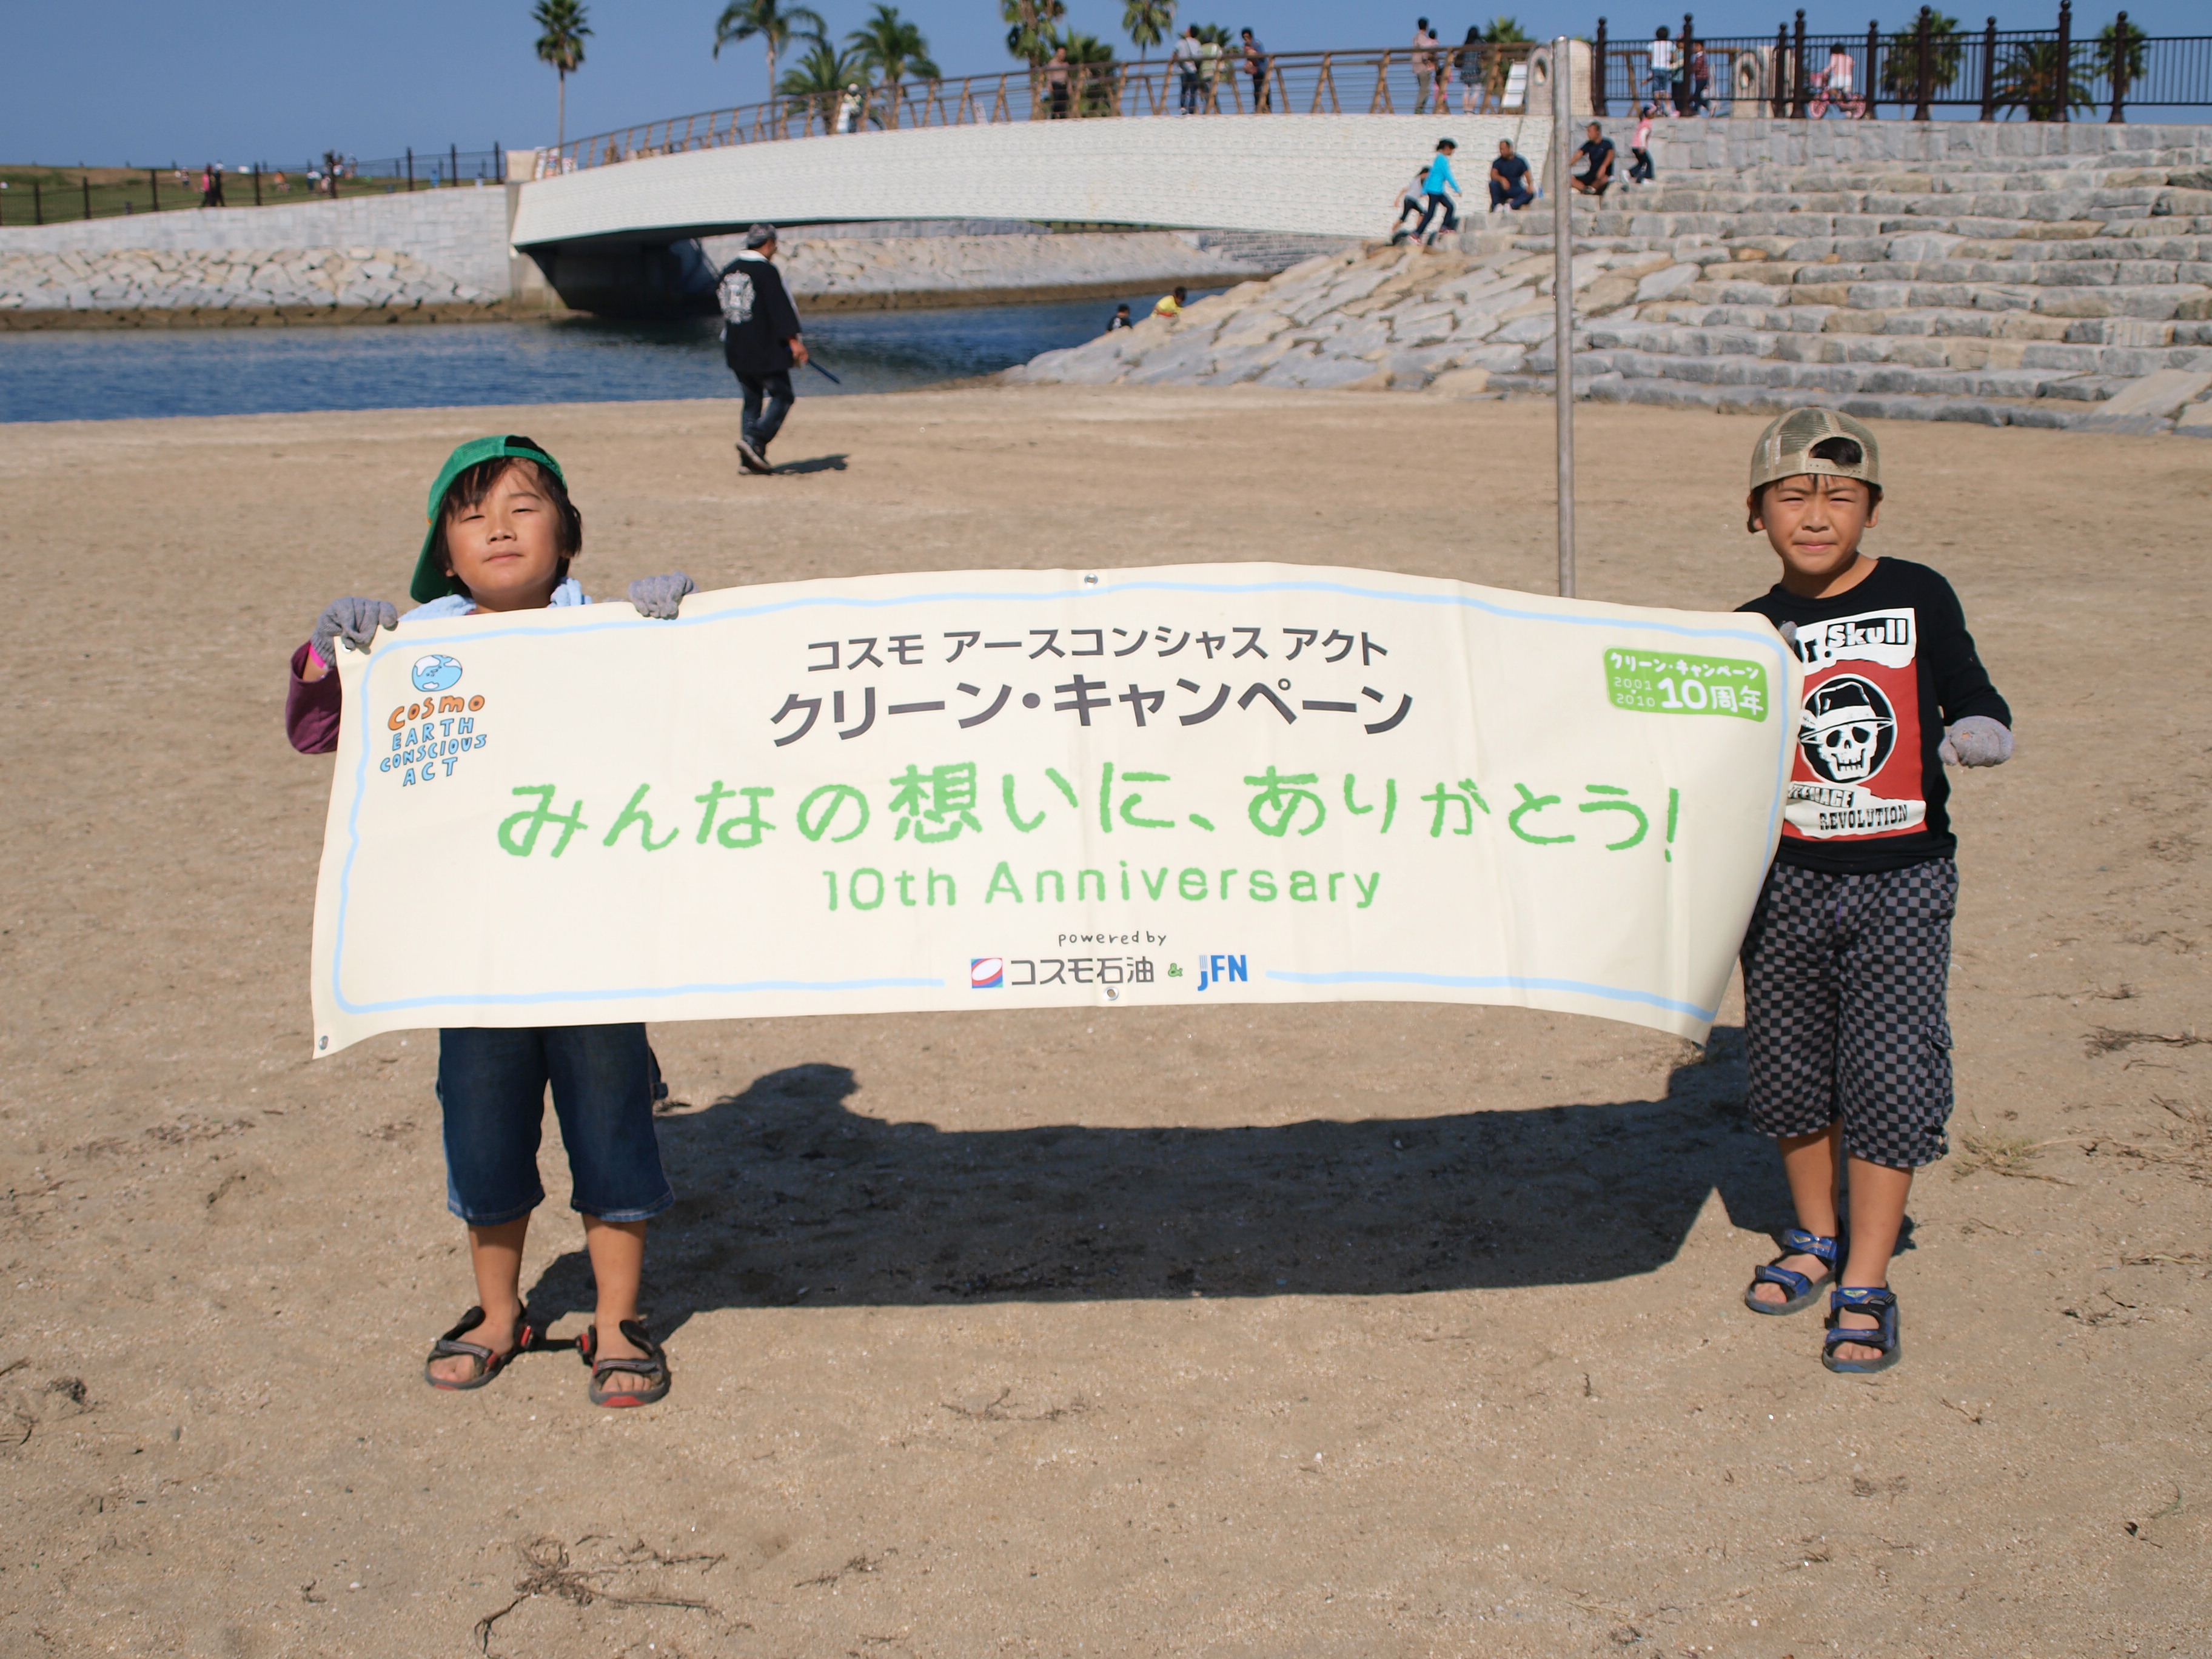 コスモ アースコンシャス アクト
クリーン・キャンペーン
cosmo
EARTH
CONSCIOUS
ACT
クリーン・キャンペーン
2001
2010
10周年
みんなの想いに、ありがとう!
10th Anniversary
powered by
コスモ石油 & JFN
Skull
REVOLUTION